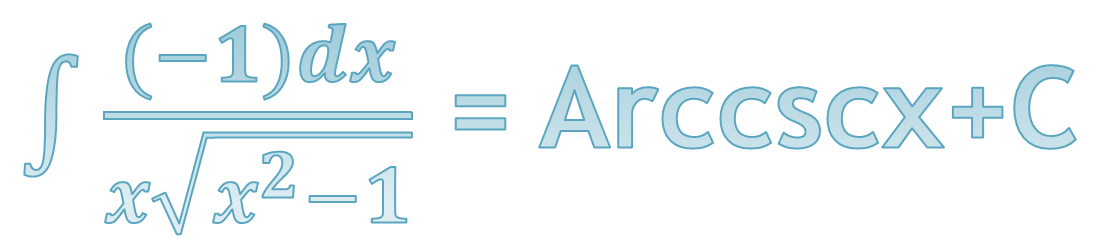 ∫ (−1)dx / x√(x²−1) = Arccscx+C